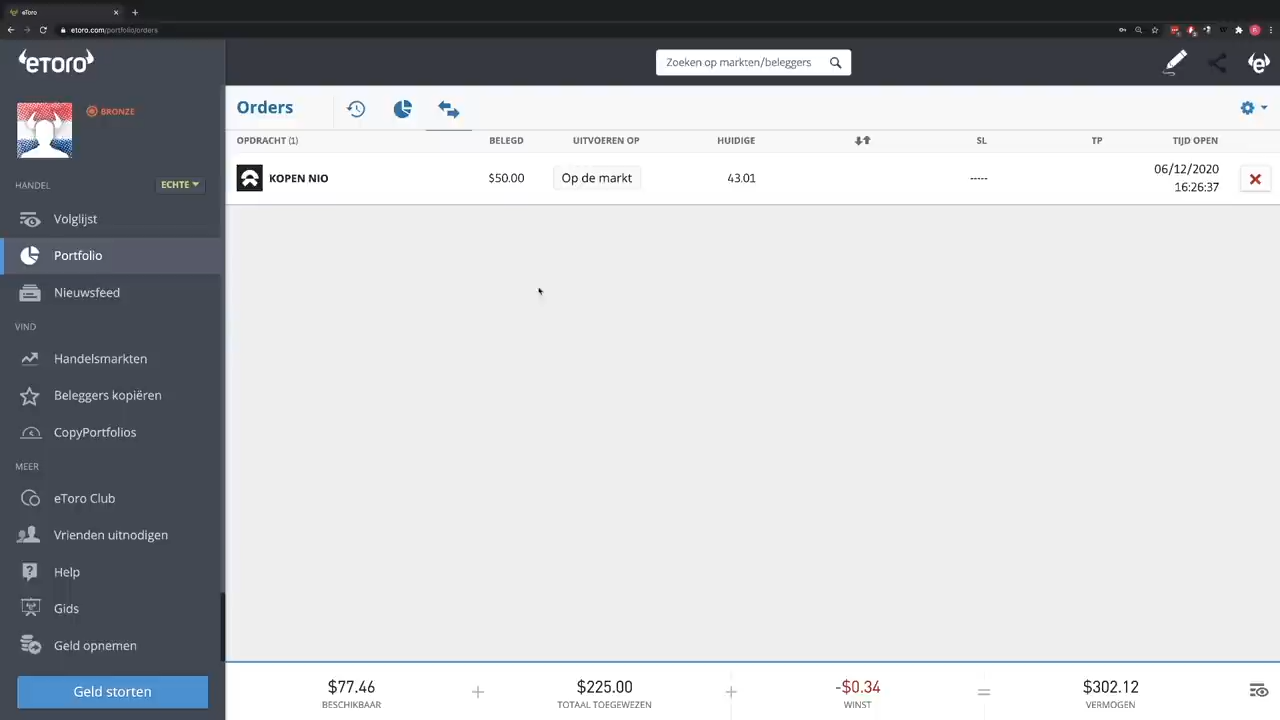 eToro
etoro.com/portfolio/orders
eToro
Zoeken op markten/beleggers
BRONZE
HANDEL
ECHTE
Volglijst
Portfolio
Nieuwsfeed
VIND
Handelsmarkten
Beleggers kopiëren
CopyPortfolios
MEER
eToro Club
Vrienden uitnodigen
Help
Gids
Geld opnemen
Geld storten
Orders
OPDRACHT (1)
BELEGD
UITVOEREN OP
HUIDIGE
SL
TP
TIJD OPEN
KOPEN NIO
$50.00
Op de markt
43.01
-----
06/12/2020
16:26:37
$77.46
BESCHIKBAAR
+
$225.00
TOTAAL TOEGEWEZEN
+
-$0.34
WINST
=
$302.12
VERMOGEN